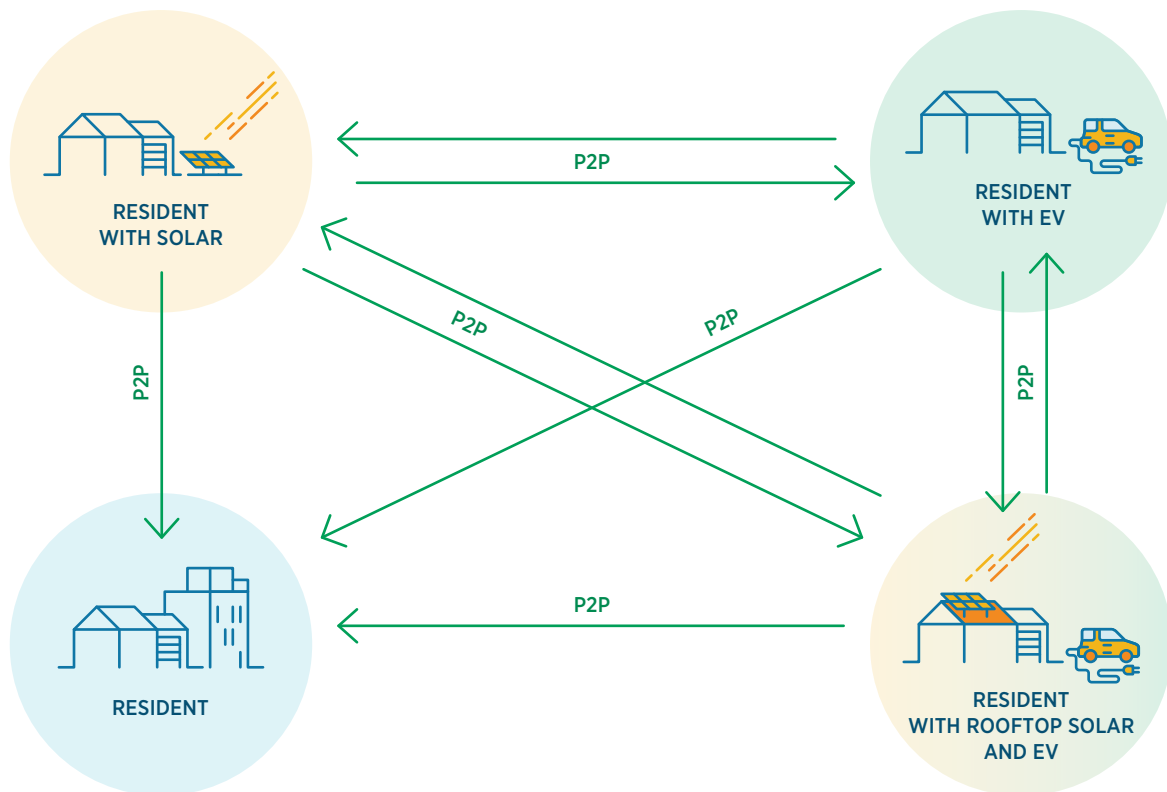 P2P
RESIDENT
WITH SOLAR
RESIDENT
WITH EV
P2P
P2P
P2P
P2P
P2P
RESIDENT
RESIDENT
WITH ROOFTOP SOLAR
AND EV